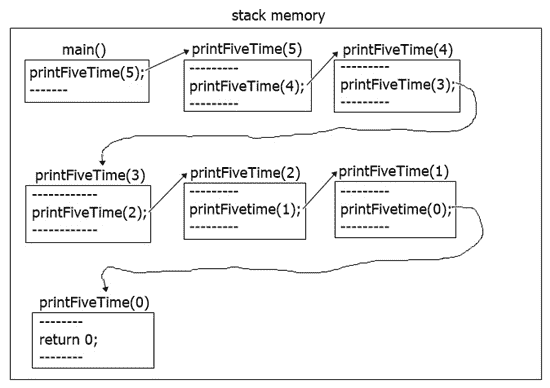 stack memory
main()
printFiveTime(5);
-------
printFiveTime(5)
---------
printFiveTime(4);
---------
printFiveTime(4)
---------
printFiveTime(3);
---------
printFiveTime(3)
------------
printFiveTime(2);
------------
printFiveTime(2)
---------
printFivetime(1);
---------
printFiveTime(1)
---------
printFivetime(0);
---------
printFiveTime(0)
--------
return 0;
--------